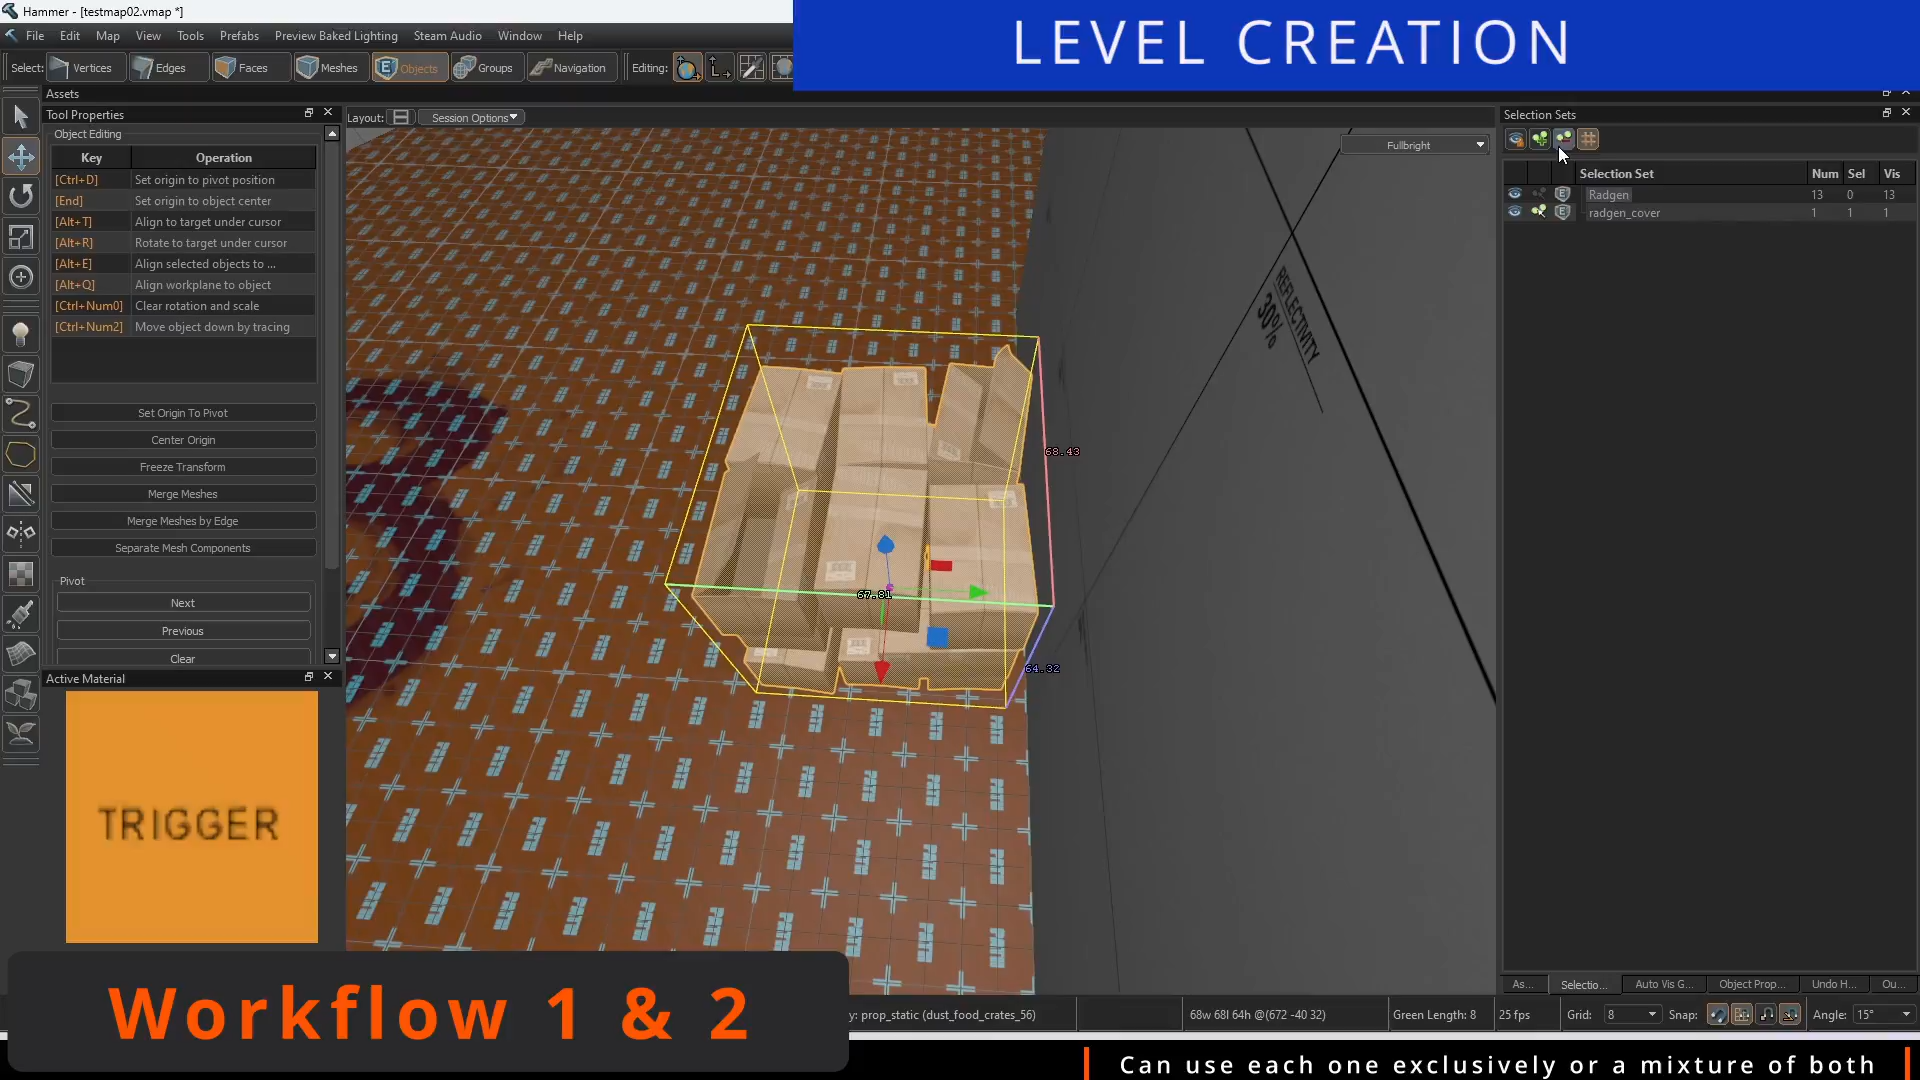 Hammer - [testmap02.vmap *]
LEVEL CREATION
File Edit Map View Tools Prefabs Preview Baked Lighting Steam Audio Window Help
Select: Vertices Edges Faces Meshes Objects Groups Navigation Editing:
Assets
Tool Properties
Layout: Session Options
Selection Sets
Object Editing
Fullbright
Key Operation
[Ctrl+D] Set origin to pivot position
[End] Set origin to object center
[Alt+T] Align to target under cursor
[Alt+R] Rotate to target under cursor
[Alt+E] Align selected objects to ...
[Alt+Q] Align workplane to object
[Ctrl+Num0] Clear rotation and scale
[Ctrl+Num2] Move object down by tracing
Selection Set Num Sel Vis
Radgen 13 0 13
radgen_cover 1 1 1
REFLECTIVITY
30%
Set Origin To Pivot
Center Origin
Freeze Transform
Merge Meshes
Merge Meshes by Edge
Separate Mesh Components
68.43
67.81
64.32
Pivot
Next
Previous
Clear
Active Material
TRIGGER
As... Selectio... Auto Vis G... Object Prop... Undo H... Ou...
Workflow 1 & 2
y: prop_static (dust_food_crates_56) 68w 68l 64h @(672 -40 32) Green Length: 8 25 fps Grid: 8 Snap: Angle: 15°
Can use each one exclusively or a mixture of both